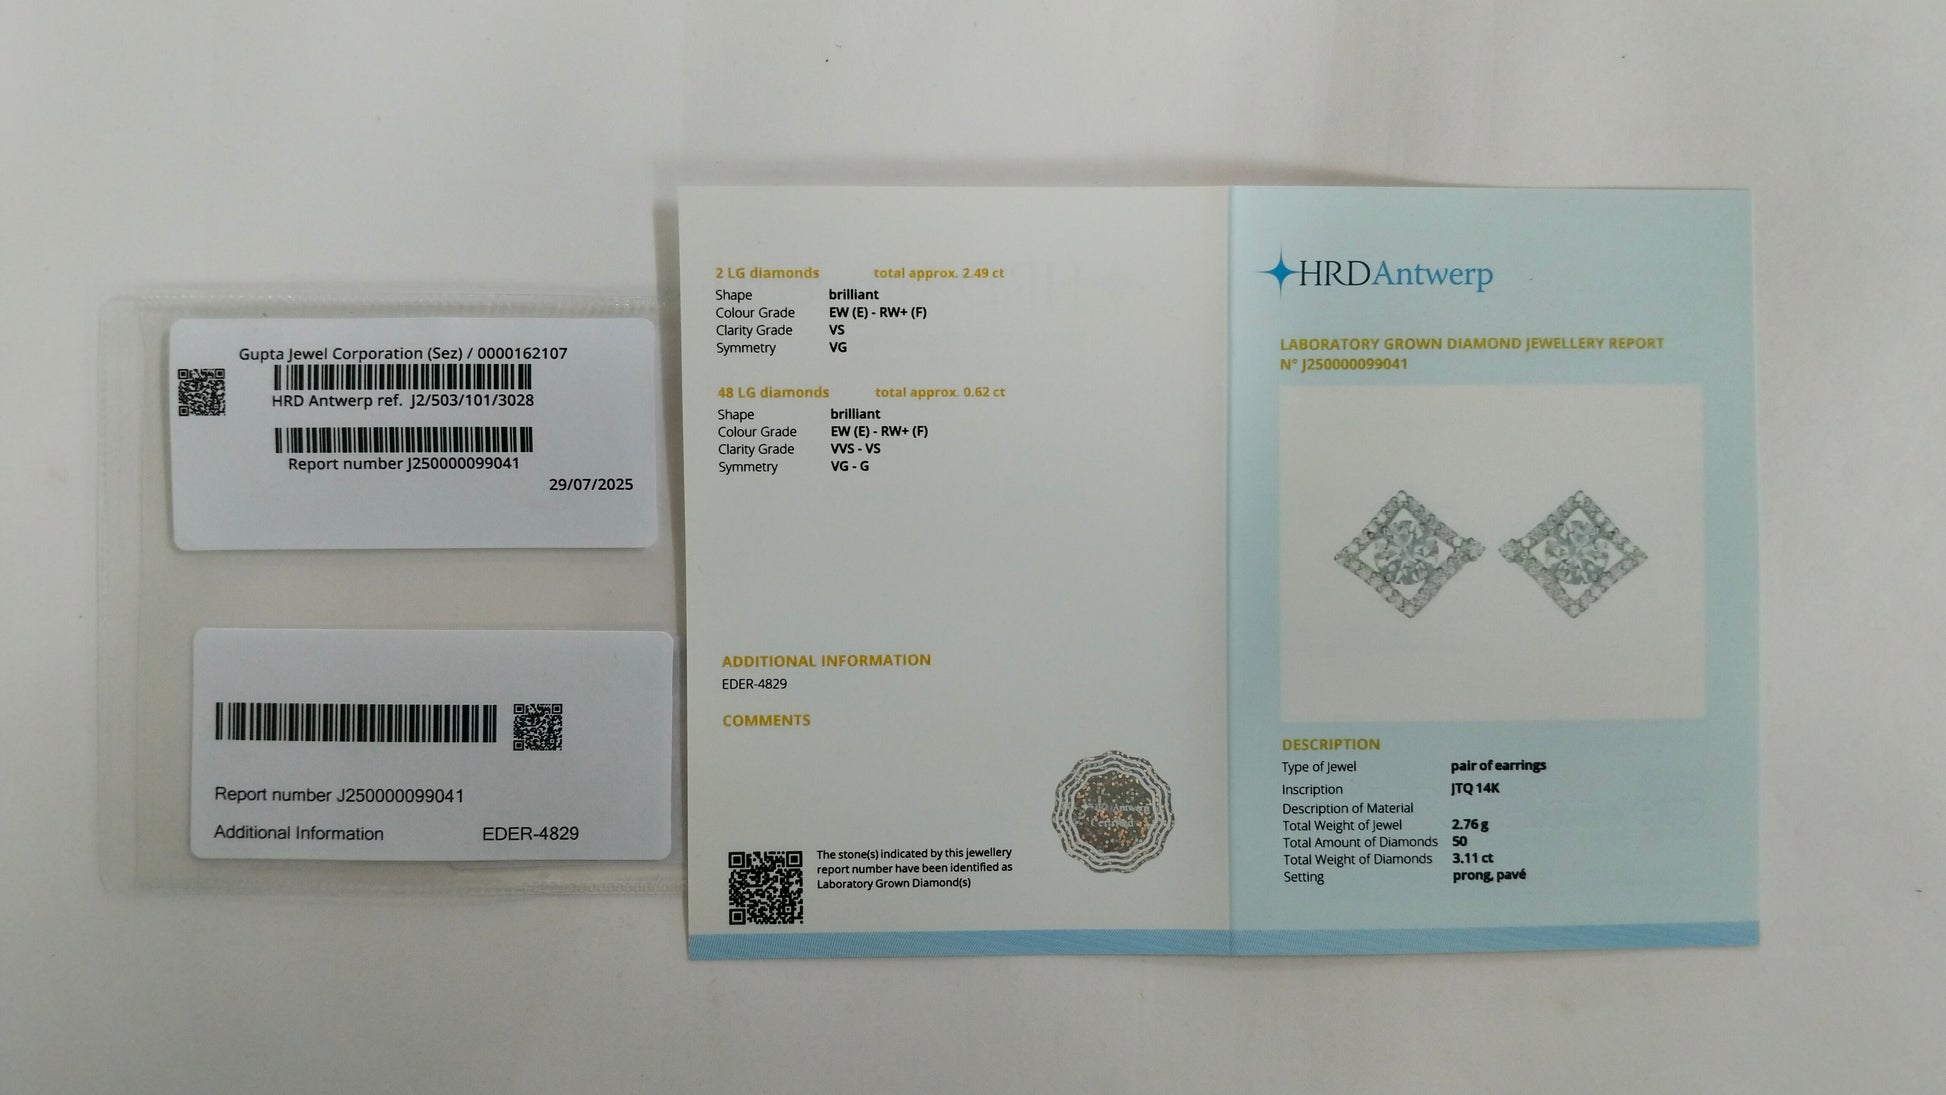 Gupta Jewel Corporation (Sez) / 0000162107
HRD Antwerp ref. J2/503/101/3028
Report number J250000099041
29/07/2025
Report number J250000099041
Additional Information EDER-4829
2 LG diamonds total approx. 2.49 ct
Shape brilliant
Colour Grade EW (E) - RW+ (F)
Clarity Grade VS
Symmetry VG
48 LG diamonds total approx. 0.62 ct
Shape brilliant
Colour Grade EW (E) - RW+ (F)
Clarity Grade VVS - VS
Symmetry VG - G
ADDITIONAL INFORMATION
EDER-4829
COMMENTS
The stone(s) indicated by this jewellery
report number have been identified as
Laboratory Grown Diamond(s)
HRD Antwerp
LABORATORY GROWN DIAMOND JEWELLERY REPORT
N° J250000099041
DESCRIPTION
Type of Jewel pair of earrings
Inscription JTQ 14K
Description of Material
Total Weight of Jewel 2.76 g
Total Amount of Diamonds 50
Total Weight of Diamonds 3.11 ct
Setting prong, pavé